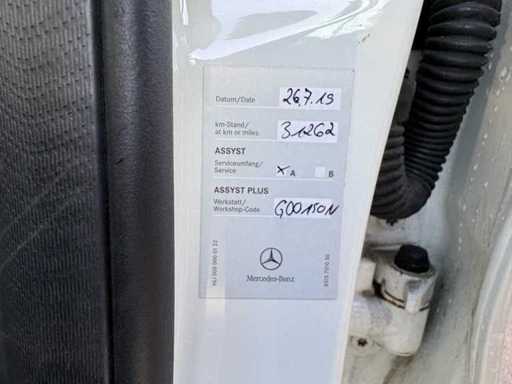 Datum/Date 26.7.19
km-Stand/
at km or miles 31262
ASSYST
Serviceumfang/
Service x A B
ASSYST PLUS
Werkstatt/
Workshop-Code G00150N
Mercedes-Benz